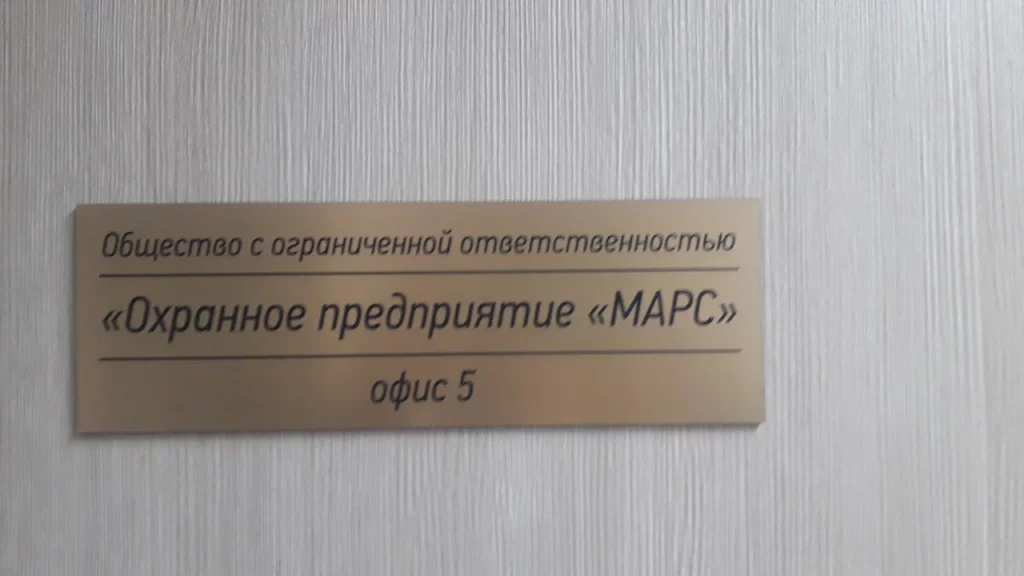 Общество с ограниченной ответственностью
«Охранное предприятие «МАРС»
офис 5